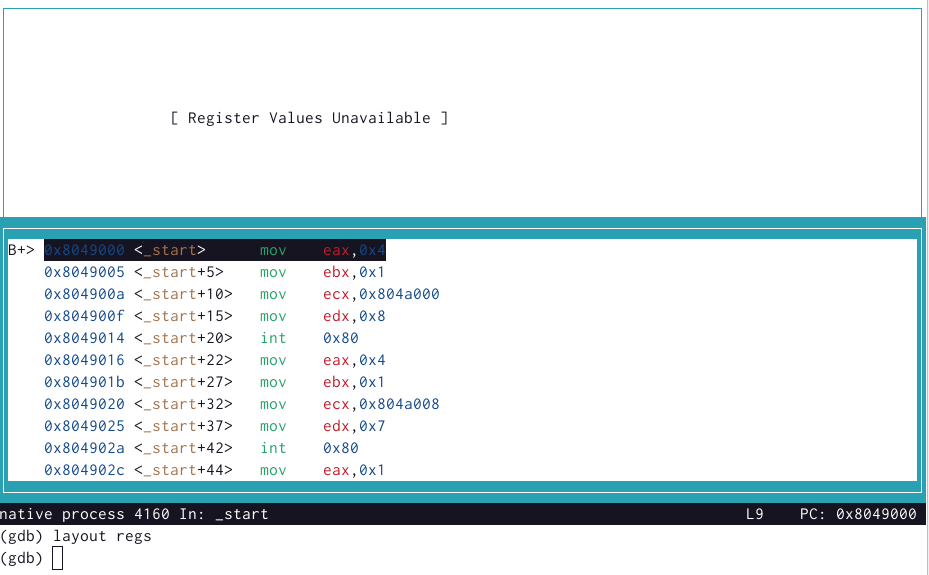 [ Register Values Unavailable ]
B+> 0x8049000 <_start> mov eax,0x4
0x8049005 <_start+5> mov ebx,0x1
0x804900a <_start+10> mov ecx,0x804a000
0x804900f <_start+15> mov edx,0x8
0x8049014 <_start+20> int 0x80
0x8049016 <_start+22> mov eax,0x4
0x804901b <_start+27> mov ebx,0x1
0x8049020 <_start+32> mov ecx,0x804a008
0x8049025 <_start+37> mov edx,0x7
0x804902a <_start+42> int 0x80
0x804902c <_start+44> mov eax,0x1
native process 4160 In: _start L9 PC: 0x8049000
(gdb) layout regs
(gdb)